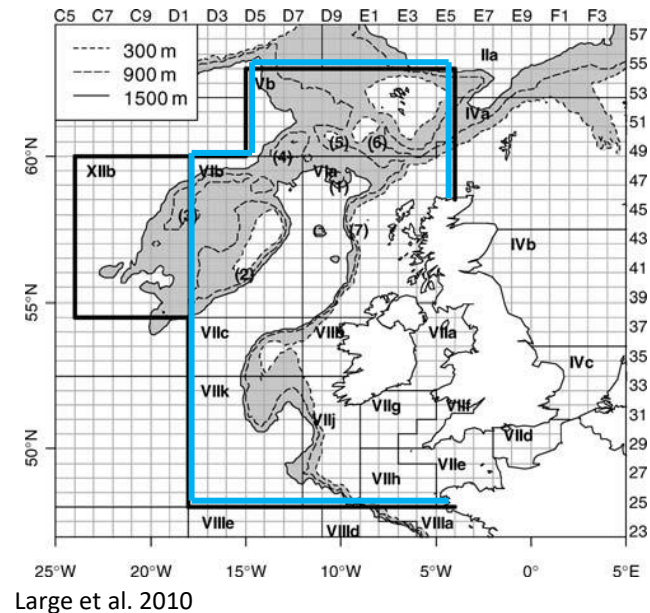 C5 C7 C9 D1 D3 D5 D7 D9 E1 E3 E5 E7 E9 F1 F3
300 m
900 m
1500 m
IIa
Vb
IVa
57
55
53
51
49
47
45
43
41
39
37
35
33
31
29
27
25
23
60°N
55°N
50°N
(5) (6)
(4)
XIIb VIb VIa
(1)
(3)
(7)
IVb
(2)
VIIc VIIb VIIa
IVc
VIIk
VIIj VIIg VIIf
VIId
VIIh VIIe
VIIIe VIIId VIIIa
25°W 20°W 15°W 10°W 5°W 0° 5°E
Large et al. 2010